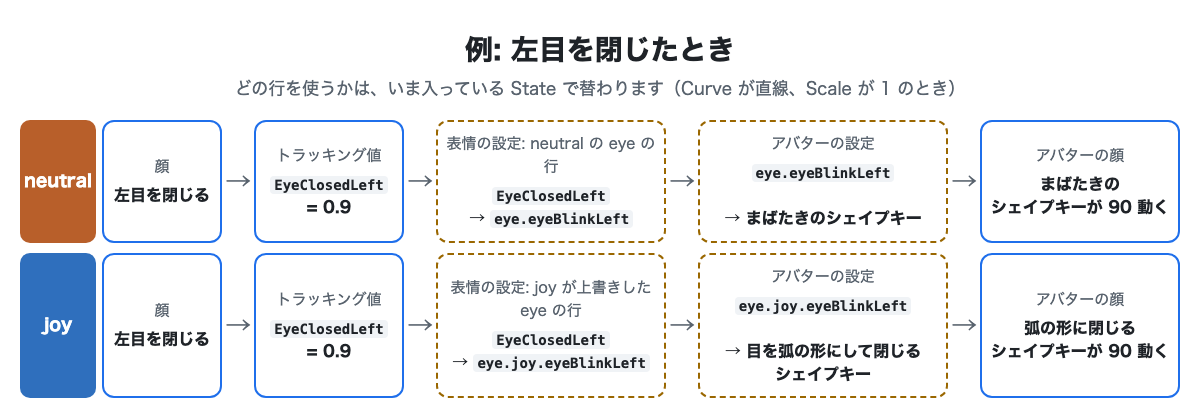 例: 左目を閉じたとき
どの行を使うかは、いま入っている State で替わります（Curve が直線、Scale が 1 のとき）
neutral
顔
左目を閉じる
→
トラッキング値
EyeClosedLeft
= 0.9
→
表情の設定: neutral の eye の
行
EyeClosedLeft
→ eye.eyeBlinkLeft
→
アバターの設定
eye.eyeBlinkLeft
→ まばたきのシェイプキー
→
アバターの顔
まばたきの
シェイプキーが 90 動く
joy
顔
左目を閉じる
→
トラッキング値
EyeClosedLeft
= 0.9
→
表情の設定: joy が上書きした
eye の行
EyeClosedLeft
→ eye.joy.eyeBlinkLeft
→
アバターの設定
eye.joy.eyeBlinkLeft
→ 目を弧の形にして閉じる
シェイプキー
→
アバターの顔
弧の形に閉じる
シェイプキーが 90 動く